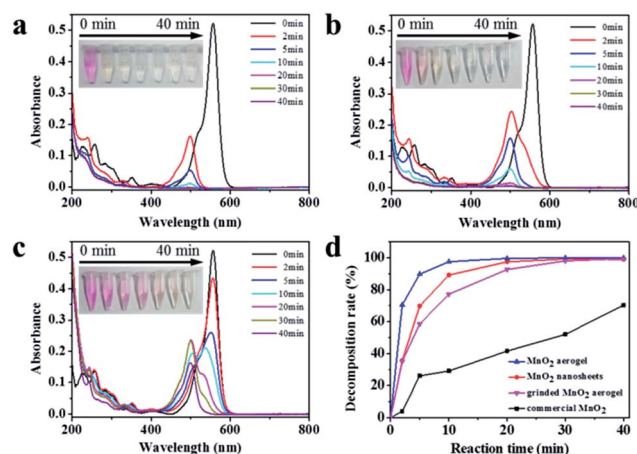 a
0 min
40 min
0min
2min
5min
10min
20min
30min
40min
Absorbance
0.5
0.4
0.3
0.2
0.1
0.0
200
400
600
800
Wavelength (nm)
b
0 min
40 min
0min
2min
5min
10min
20min
30min
40min
Absorbance
0.5
0.4
0.3
0.2
0.1
0.0
200
400
600
800
Wavelength (nm)
c
0 min
40 min
0min
2min
5min
10min
20min
30min
40min
Absorbance
0.5
0.4
0.3
0.2
0.1
0.0
200
400
600
800
Wavelength (nm)
d
Decomposition rate (%)
100
90
80
70
60
50
40
30
20
10
0
MnO₂ aerogel
MnO₂ nanosheets
grinded MnO₂ aerogel
commercial MnO₂
0
10
20
30
40
Reaction time (min)